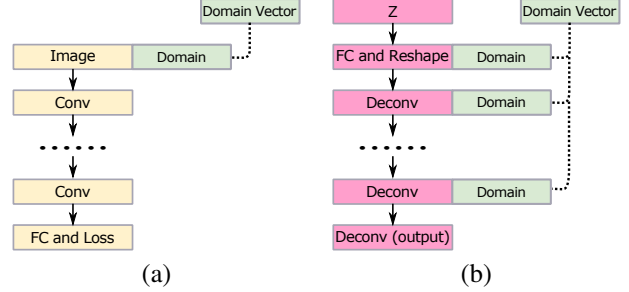 Domain Vector
Image Domain
Conv
......
Conv
FC and Loss
(a)
Z Domain Vector
FC and Reshape Domain
Deconv Domain
......
Deconv Domain
Deconv (output)
(b)